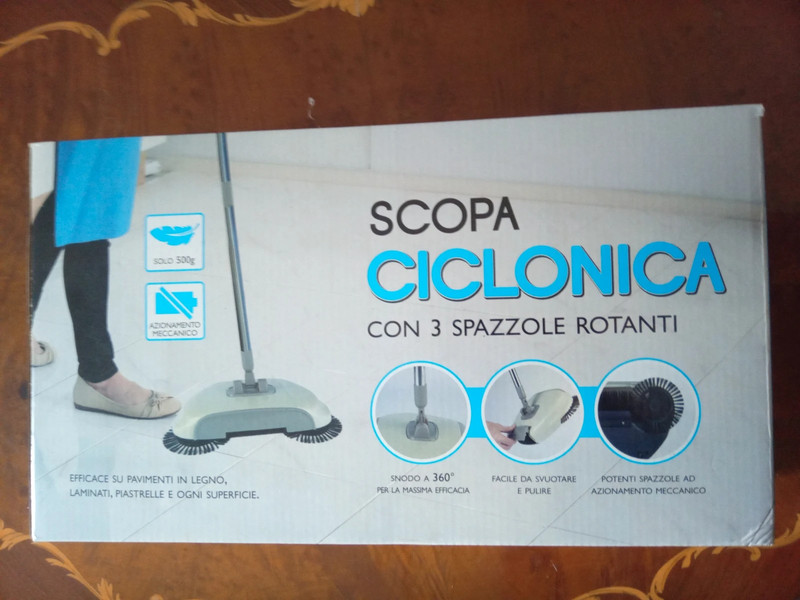 SCOPA
CICLONICA
CON 3 SPAZZOLE ROTANTI
SOLO 500g
AZIONAMENTO
MECCANICO
EFFICACE SU PAVIMENTI IN LEGNO,
LAMINATI, PIASTRELLE E OGNI SUPERFICIE.
SNODO A 360°
PER LA MASSIMA EFFICACIA
FACILE DA SVUOTARE
E PULIRE
POTENTI SPAZZOLE AD
AZIONAMENTO MECCANICO